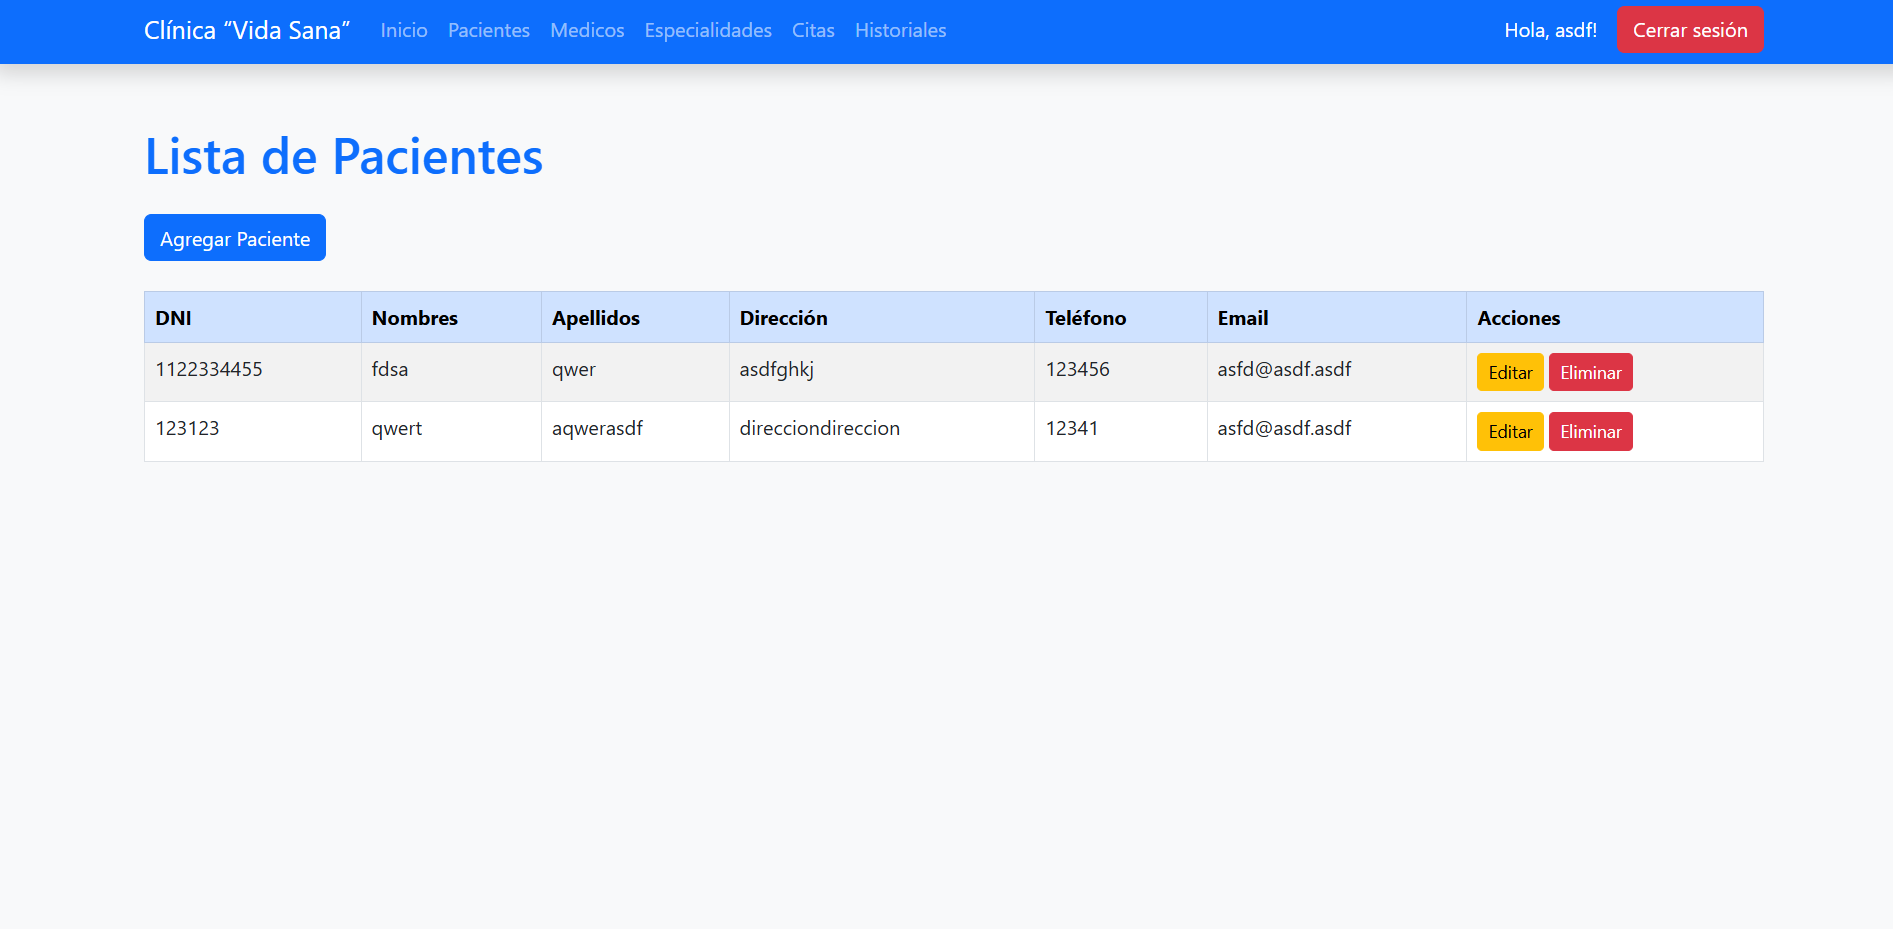 Clínica “Vida Sana” Inicio Pacientes Medicos Especialidades Citas Historiales Hola, asdf! Cerrar sesión
Lista de Pacientes
Agregar Paciente
DNI Nombres Apellidos Dirección Teléfono Email Acciones
1122334455 fdsa qwer asdfghkj 123456 asfd@asdf.asdf Editar Eliminar
123123 qwert aqwerasdf direcciondireccion 12341 asfd@asdf.asdf Editar Eliminar